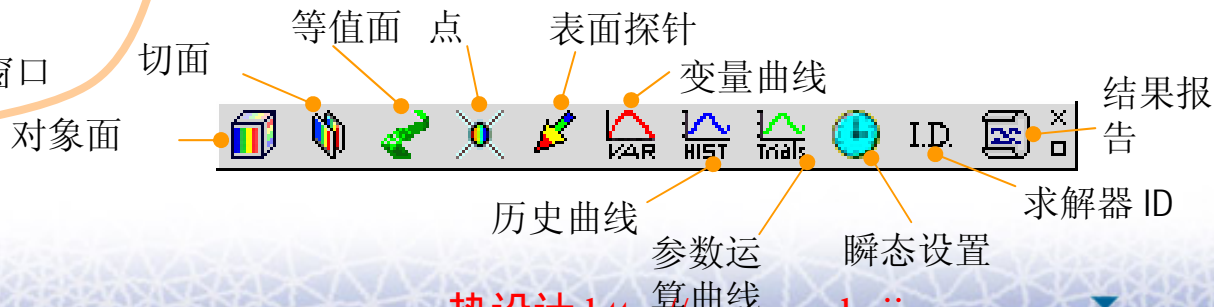 等值面 点 表面探针
切面
变量曲线
窗口
对象面
结果报
告
VAR HIST Trials I.D.
历史曲线
求解器 ID
参数运
算曲线
瞬态设置
热设计